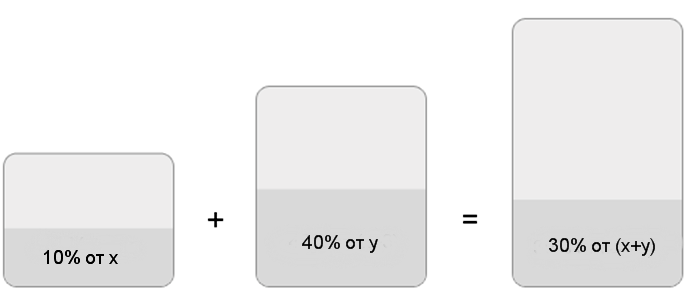 10% от x
+
40% от y
=
30% от (x+y)